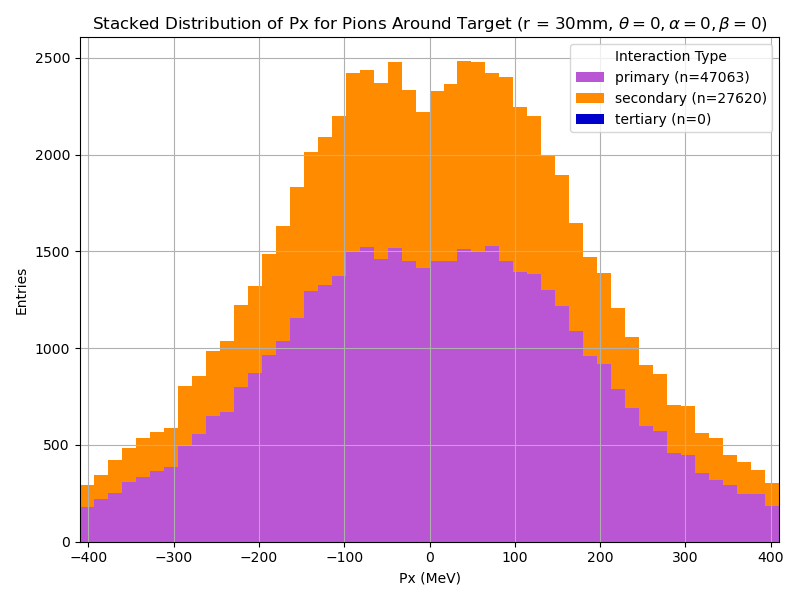 Stacked Distribution of Px for Pions Around Target (r = 30mm, θ = 0, α = 0, β = 0)
Interaction Type
primary (n=47063)
secondary (n=27620)
tertiary (n=0)
Entries
2500
2000
1500
1000
500
0
−400 −300 −200 −100 0 100 200 300 400
Px (MeV)